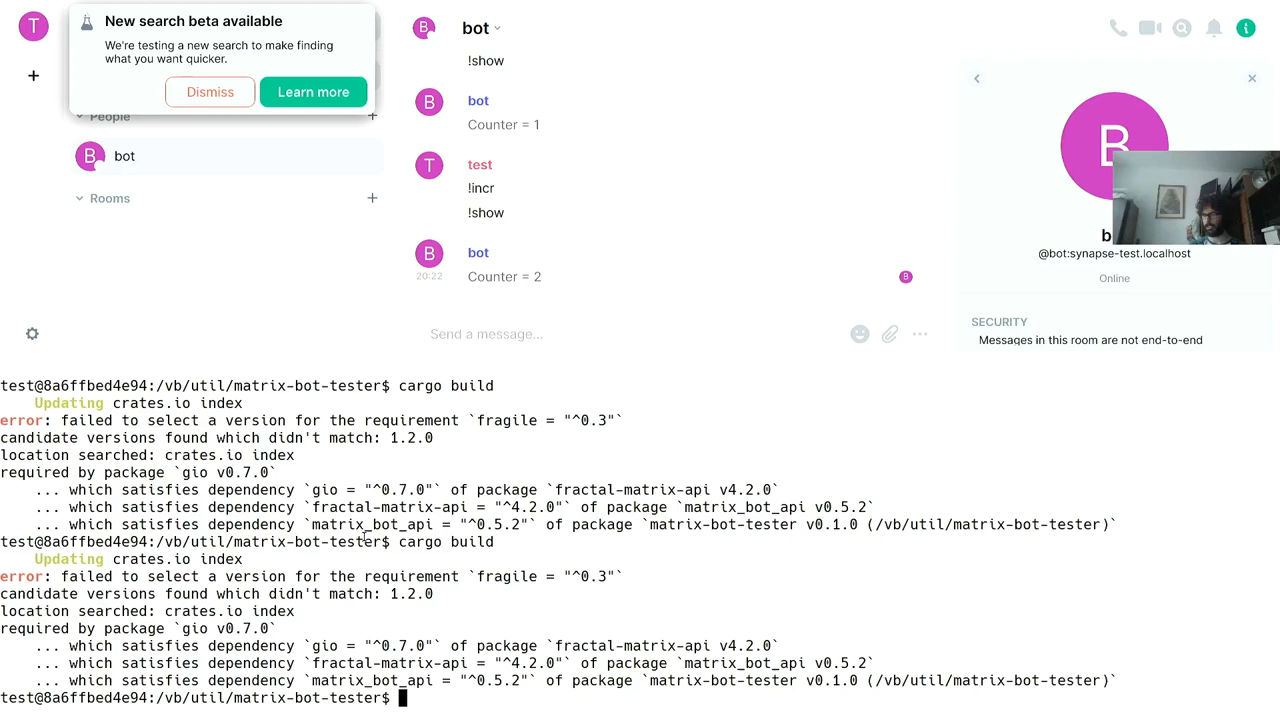 T
New search beta available
We're testing a new search to make finding
what you want quicker.
Dismiss
Learn more
+
People
+
B
bot
Rooms
+
B
bot
!show
B
bot
Counter = 1
T
test
!incr
!show
B
bot
20:22
Counter = 2
B
Send a message...
B
b
@bot:synapse-test.localhost
Online
SECURITY
Messages in this room are not end-to-end
test@8a6ffbed4e94:/vb/util/matrix-bot-tester$ cargo build
Updating crates.io index
error: failed to select a version for the requirement `fragile = "^0.3"`
candidate versions found which didn't match: 1.2.0
location searched: crates.io index
required by package `gio v0.7.0`
... which satisfies dependency `gio = "^0.7.0"` of package `fractal-matrix-api v4.2.0`
... which satisfies dependency `fractal-matrix-api = "^4.2.0"` of package `matrix_bot_api v0.5.2`
... which satisfies dependency `matrix_bot_api = "^0.5.2"` of package `matrix-bot-tester v0.1.0 (/vb/util/matrix-bot-tester)`
test@8a6ffbed4e94:/vb/util/matrix-bot-tester$ cargo build
Updating crates.io index
error: failed to select a version for the requirement `fragile = "^0.3"`
candidate versions found which didn't match: 1.2.0
location searched: crates.io index
required by package `gio v0.7.0`
... which satisfies dependency `gio = "^0.7.0"` of package `fractal-matrix-api v4.2.0`
... which satisfies dependency `fractal-matrix-api = "^4.2.0"` of package `matrix_bot_api v0.5.2`
... which satisfies dependency `matrix_bot_api = "^0.5.2"` of package `matrix-bot-tester v0.1.0 (/vb/util/matrix-bot-tester)`
test@8a6ffbed4e94:/vb/util/matrix-bot-tester$